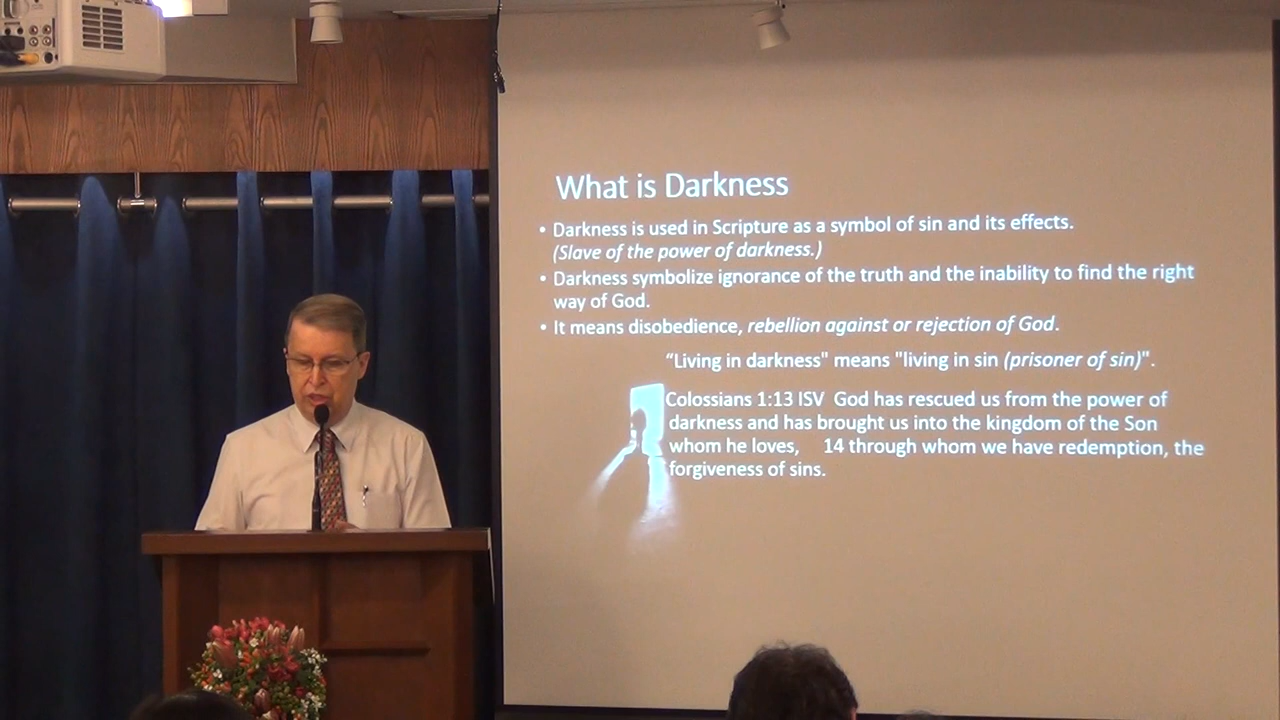 What is Darkness
• Darkness is used in Scripture as a symbol of sin and its effects.
(Slave of the power of darkness.)
• Darkness symbolize ignorance of the truth and the inability to find the right
way of God.
• It means disobedience, rebellion against or rejection of God.
“Living in darkness" means "living in sin (prisoner of sin)".
Colossians 1:13 ISV God has rescued us from the power of
darkness and has brought us into the kingdom of the Son
whom he loves, 14 through whom we have redemption, the
forgiveness of sins.